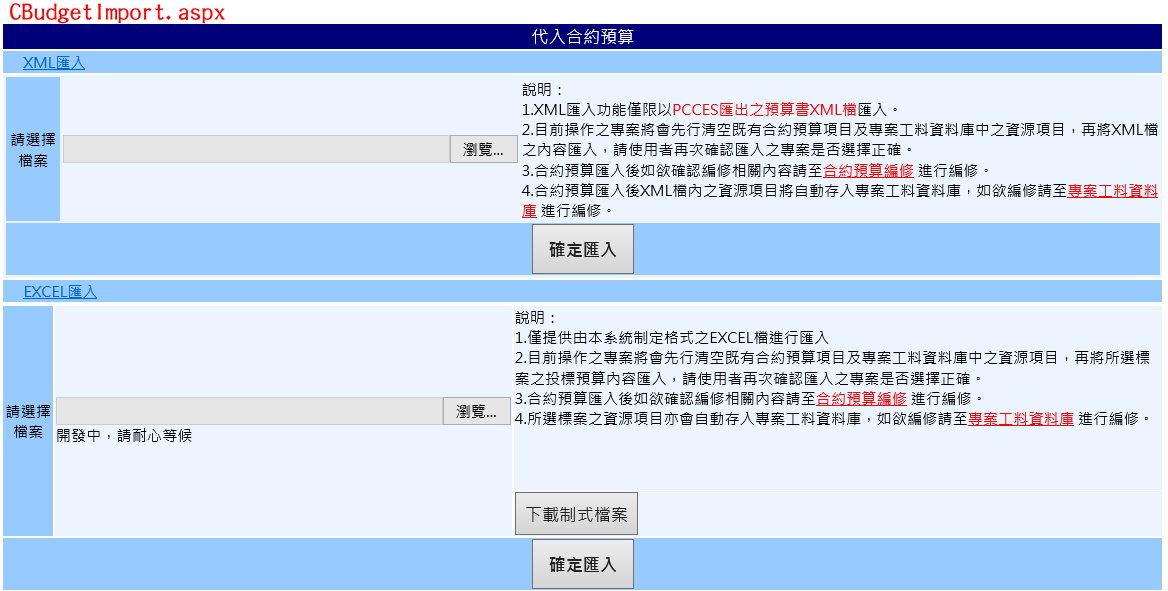 CBudgetImport.aspx
代入合約預算
XML匯入
請選擇
檔案
瀏覽...
說明：
1.XML匯入功能僅限以PCCES匯出之預算書XML檔匯入。
2.目前操作之專案將會先行清空既有合約預算項目及專案工料資料庫中之資源項目，再將XML檔
之內容匯入，請使用者再次確認匯入之專案是否選擇正確。
3.合約預算匯入後如欲確認編修相關內容請至合約預算編修 進行編修。
4.合約預算匯入後XML檔內之資源項目將自動存入專案工料資料庫，如欲編修請至專案工料資料
庫 進行編修。
確定匯入
EXCEL匯入
請選擇
檔案
瀏覽...
開發中，請耐心等候
說明：
1.僅提供由本系統制定格式之EXCEL檔進行匯入
2.目前操作之專案將會先行清空既有合約預算項目及專案工料資料庫中之資源項目，再將所選標
案之投標預算內容匯入，請使用者再次確認匯入之專案是否選擇正確。
3.合約預算匯入後如欲確認編修相關內容請至合約預算編修 進行編修。
4.所選標案之資源項目亦會自動存入專案工料資料庫，如欲編修請至專案工料資料庫 進行編修。
下載制式檔案
確定匯入